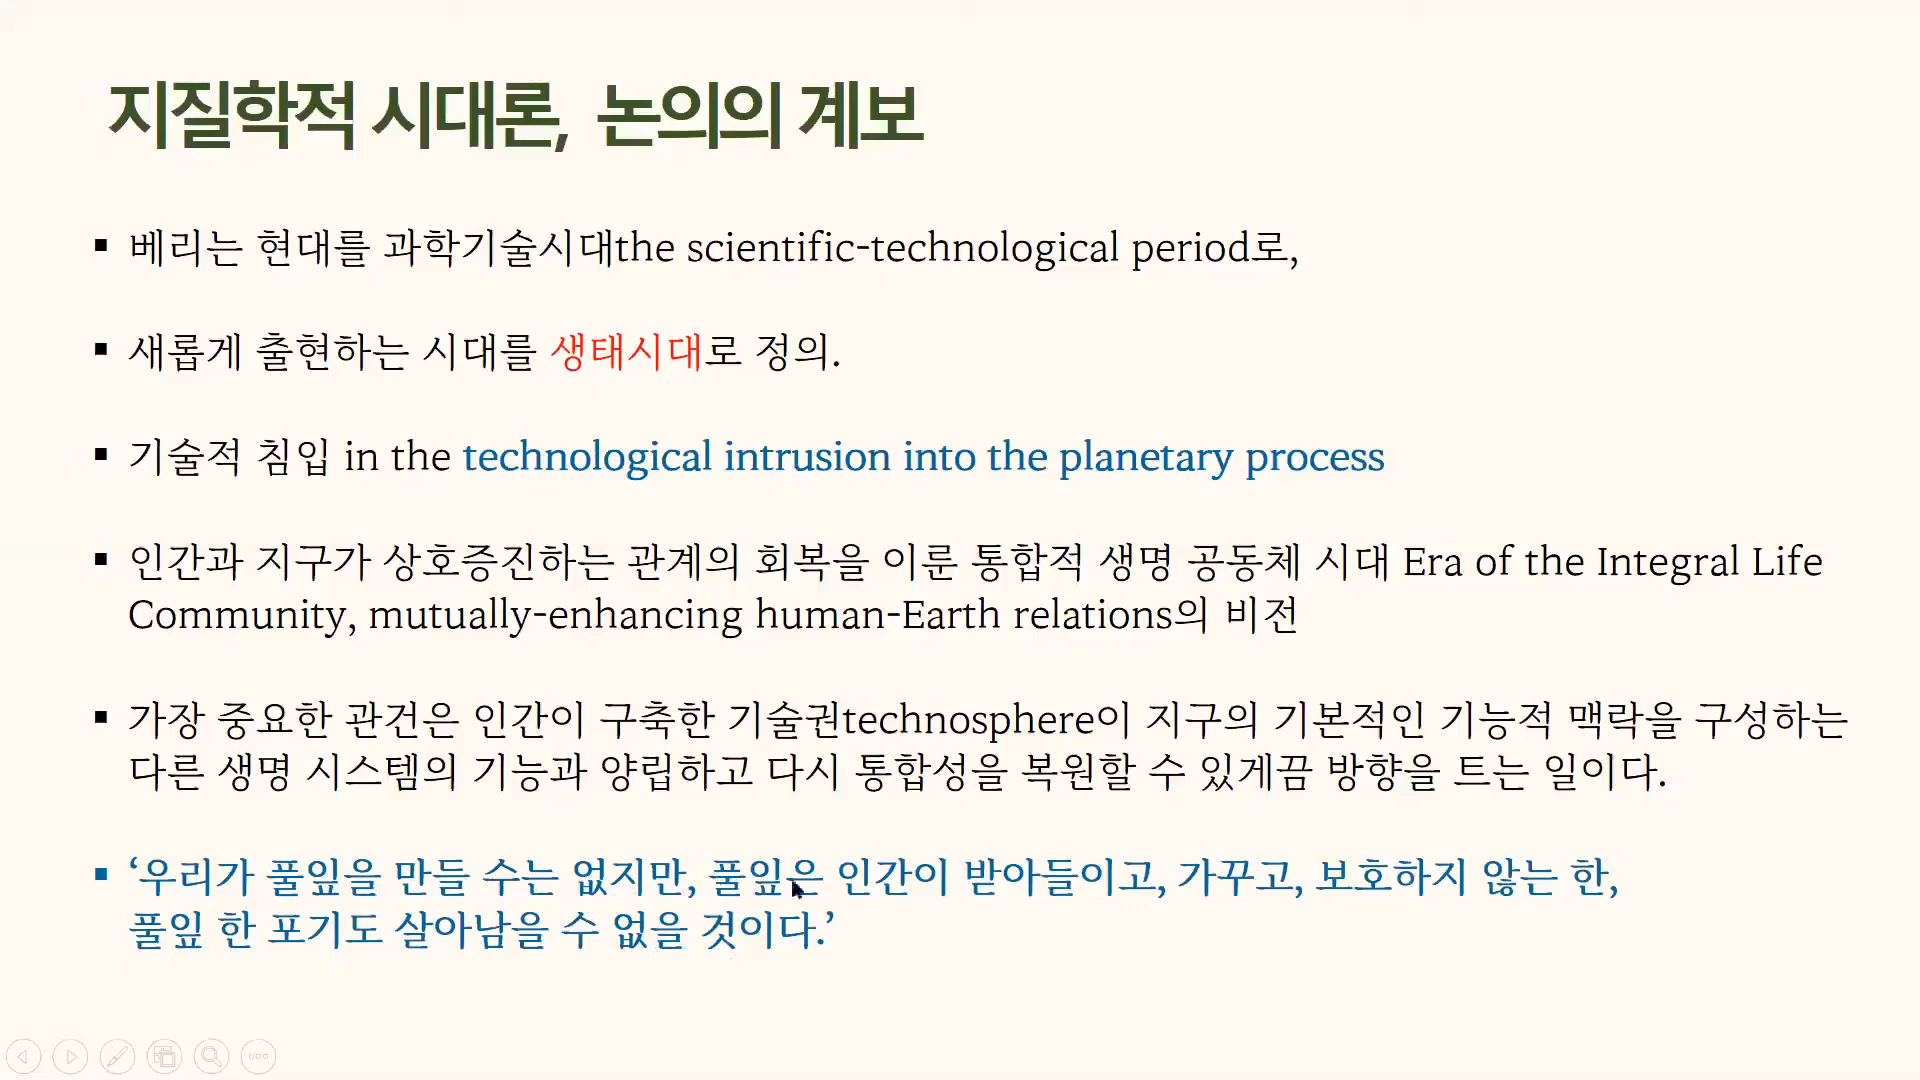 지질학적 시대론, 논의의 계보
▪ 베리는 현대를 과학기술시대the scientific-technological period로,
▪ 새롭게 출현하는 시대를 생태시대로 정의.
▪ 기술적 침입 in the technological intrusion into the planetary process
▪ 인간과 지구가 상호증진하는 관계의 회복을 이룬 통합적 생명 공동체 시대 Era of the Integral Life
Community, mutually-enhancing human-Earth relations의 비전
▪ 가장 중요한 관건은 인간이 구축한 기술권technosphere이 지구의 기본적인 기능적 맥락을 구성하는
다른 생명 시스템의 기능과 양립하고 다시 통합성을 복원할 수 있게끔 방향을 트는 일이다.
▪ ‘우리가 풀잎을 만들 수는 없지만, 풀잎은 인간이 받아들이고, 가꾸고, 보호하지 않는 한,
풀잎 한 포기도 살아남을 수 없을 것이다.’